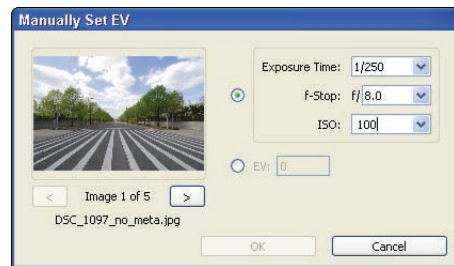 Manually Set EV
Exposure Time: 1/250
f-Stop: f/ 8.0
ISO: 100
EV: 0
< Image 1 of 5 >
DSC_1097_no_meta.jpg
OK Cancel